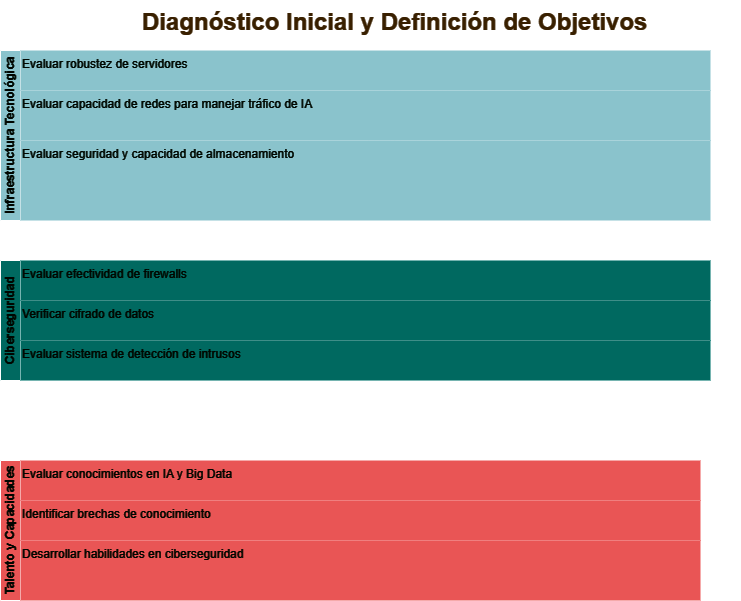 Diagnóstico Inicial y Definición de Objetivos
Infraestructura Tecnológica
Evaluar robustez de servidores
Evaluar capacidad de redes para manejar tráfico de IA
Evaluar seguridad y capacidad de almacenamiento
Ciberseguridad
Evaluar efectividad de firewalls
Verificar cifrado de datos
Evaluar sistema de detección de intrusos
Talento y Capacidades
Evaluar conocimientos en IA y Big Data
Identificar brechas de conocimiento
Desarrollar habilidades en ciberseguridad